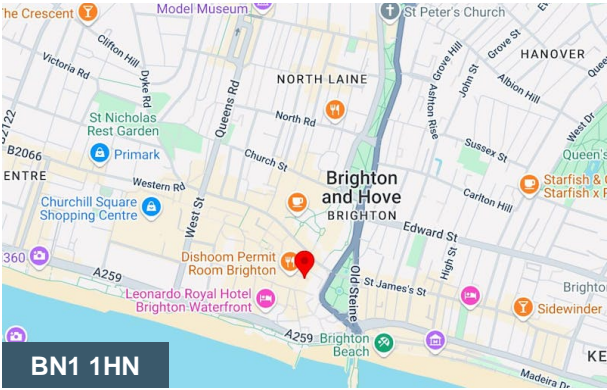 The Crescent
Model Museum
St Peter's Church
Clifton Hill
Victoria Rd
Dyke Rd
Queens Rd
NORTH LAINE
Grove Hill
Grove St
HANOVER
John St
Albion Hill
Ashton Rise
St Nicholas
Rest Garden
North Rd
B2122
B2066
Primark
Church St
Sussex St
West Dr
Queen's
ENTRE
Western Rd
Brighton
and Hove
BRIGHTON
Carlton Hill
Starfish &
Starfish x
Churchill Square
Shopping Centre
West St
Edward St
360
Dishoom Permit
Room Brighton
High St
A259
Old Steine
St James's St
Brighto
Leonardo Royal Hotel
Brighton Waterfront
Sidewinder
A259
Brighton
Beach
KE
Madeira Dr
BN1 1HN